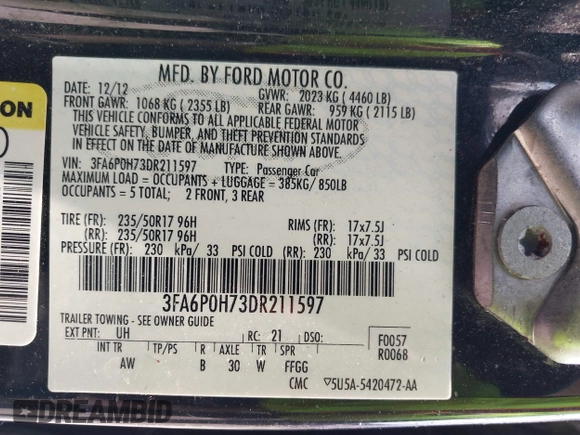 MFD. BY FORD MOTOR CO.
DATE: 12/12
GVWR: 2023 KG ( 4460 LB)
FRONT GAWR: 1068 KG ( 2355 LB)
REAR GAWR: 959 KG ( 2115 LB)
THIS VEHICLE CONFORMS TO ALL APPLICABLE FEDERAL MOTOR
VEHICLE SAFETY, BUMPER, AND THEFT PREVENTION STANDARDS
IN EFFECT ON THE DATE OF MANUFACTURE SHOWN ABOVE.
VIN: 3FA6P0H73DR211597 TYPE: Passenger Car
MAXIMUM LOAD = OCCUPANTS + LUGGAGE = 385KG/850LB
OCCUPANTS = 5 TOTAL; 2 FRONT, 3 REAR
TIRE (FR): 235/50R17 96H RIMS (FR): 17x7.5J
(RR): 235/50R17 96H (RR): 17x7.5J
PRESSURE (FR): 230 kPa/ 33 PSI COLD (RR): 230 kPa/ 33 PSI COLD
3FA6P0H73DR211597
TRAILER TOWING - SEE OWNER GUIDE
EXT PNT: UH RC: 21 DSO:
F0057
R0068
INT TR TP/PS R AXLE TR SPR
AW B 30 W FFGG
CMC ▽5U5A-5420472-AA
DREAMBID